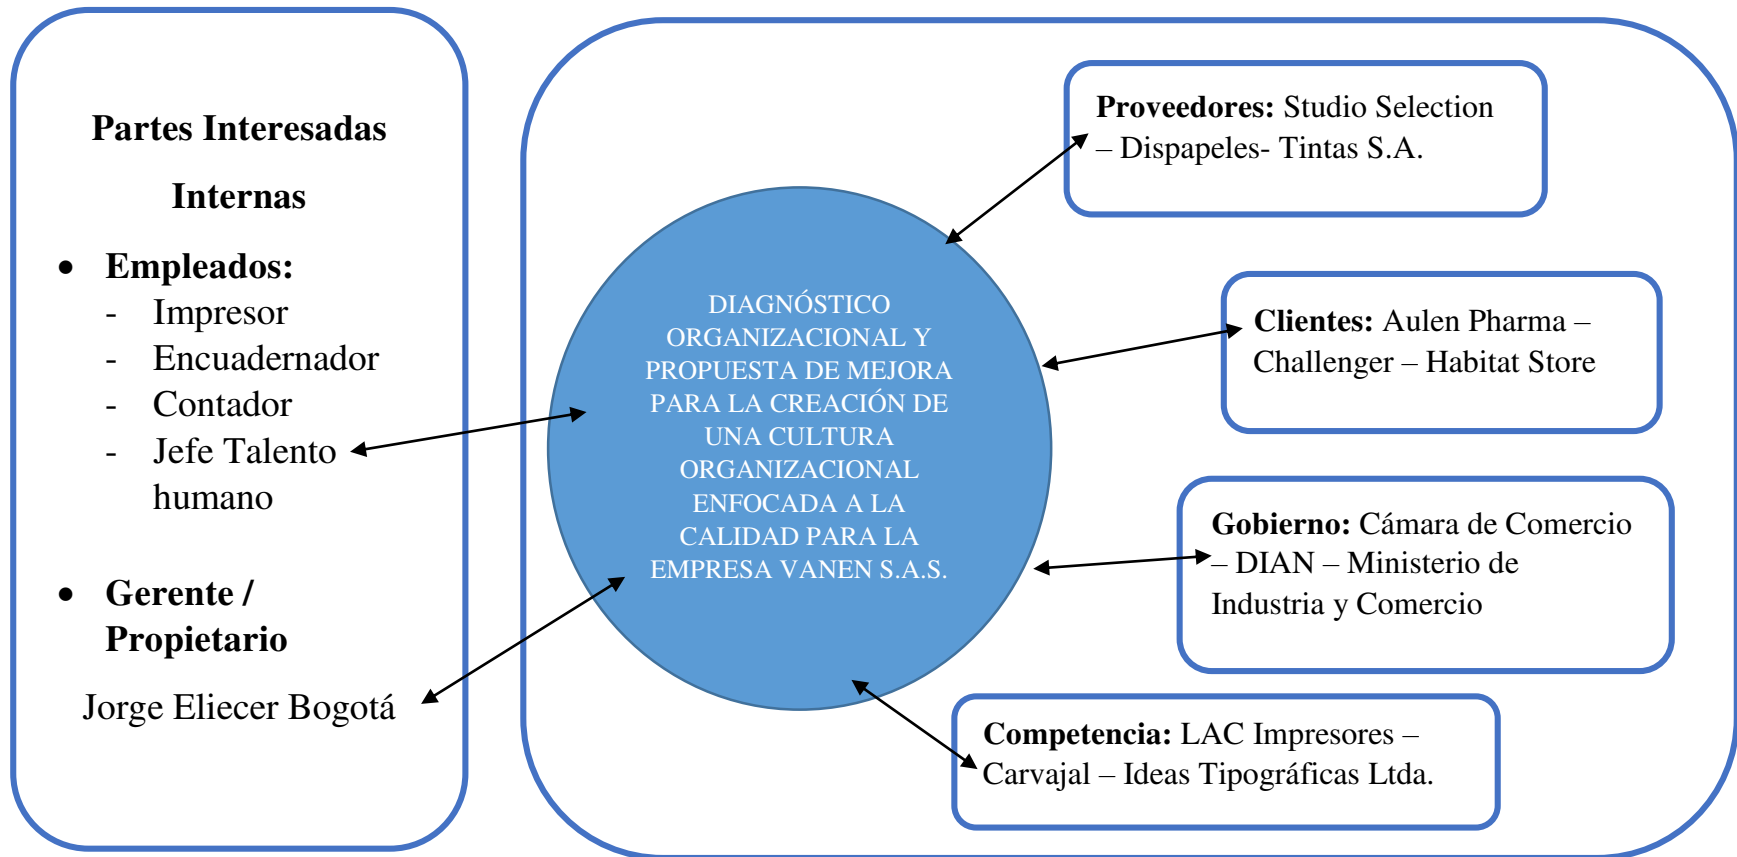 Partes Interesadas
Internas
• Empleados:
- Impresor
- Encuadernador
- Contador
- Jefe Talento
humano
• Gerente /
Propietario
Jorge Eliecer Bogotá
DIAGNÓSTICO
ORGANIZACIONAL Y
PROPUESTA DE MEJORA
PARA LA CREACIÓN DE
UNA CULTURA
ORGANIZACIONAL
ENFOCADA A LA
CALIDAD PARA LA
EMPRESA VANEN S.A.S.
Proveedores: Studio Selection
– Dispapeles- Tintas S.A.
Clientes: Aulen Pharma –
Challenger – Habitat Store
Gobierno: Cámara de Comercio
– DIAN – Ministerio de
Industria y Comercio
Competencia: LAC Impresores –
Carvajal – Ideas Tipográficas Ltda.